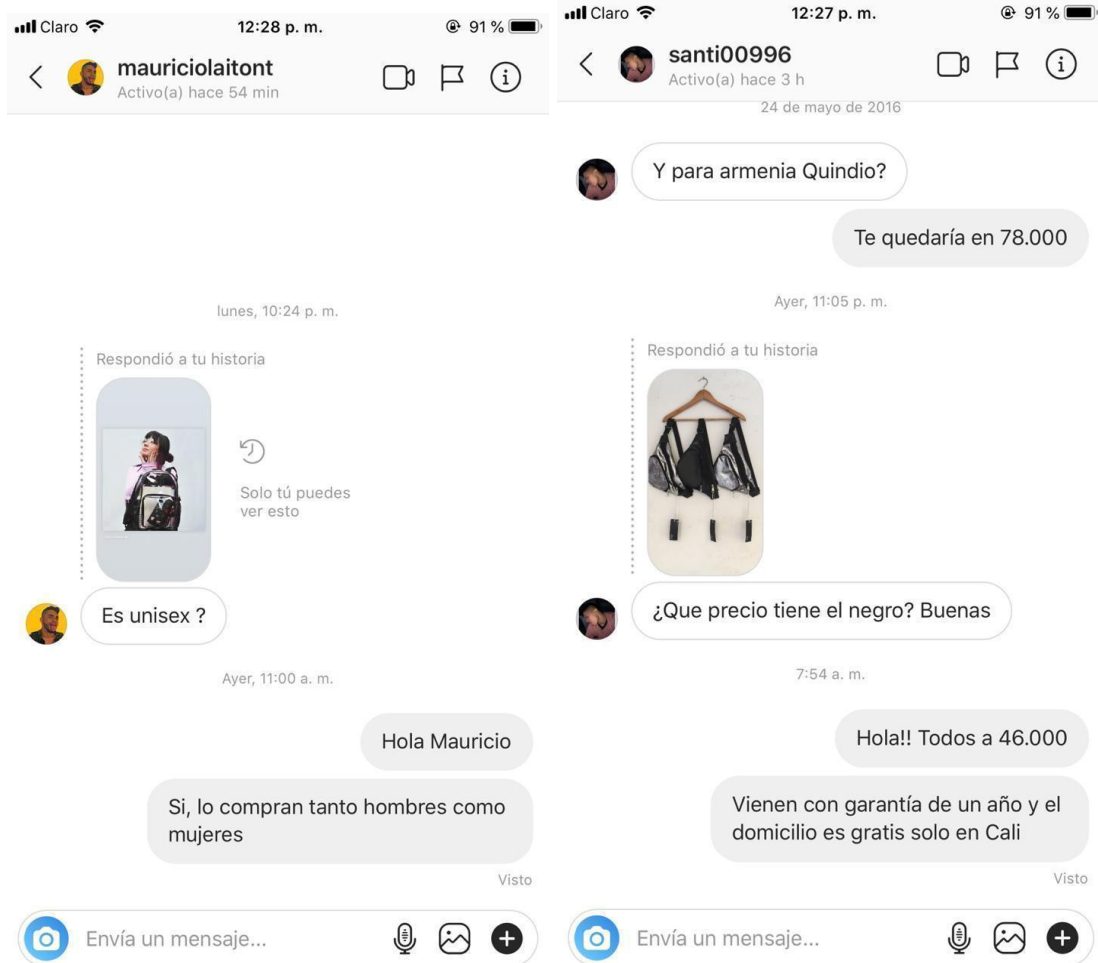 Claro
12:28 p. m.
91 %
mauriciolaitont
Activo(a) hace 54 min
lunes, 10:24 p. m.
Respondió a tu historia
Solo tú puedes
ver esto
Es unisex ?
Ayer, 11:00 a. m.
Hola Mauricio
Si, lo compran tanto hombres como
mujeres
Visto
Envía un mensaje...
Claro
12:27 p. m.
91 %
santi00996
Activo(a) hace 3 h
24 de mayo de 2016
Y para armenia Quindio?
Te quedaría en 78.000
Ayer, 11:05 p. m.
Respondió a tu historia
¿Que precio tiene el negro? Buenas
7:54 a. m.
Hola!! Todos a 46.000
Vienen con garantía de un año y el
domicilio es gratis solo en Cali
Visto
Envía un mensaje...